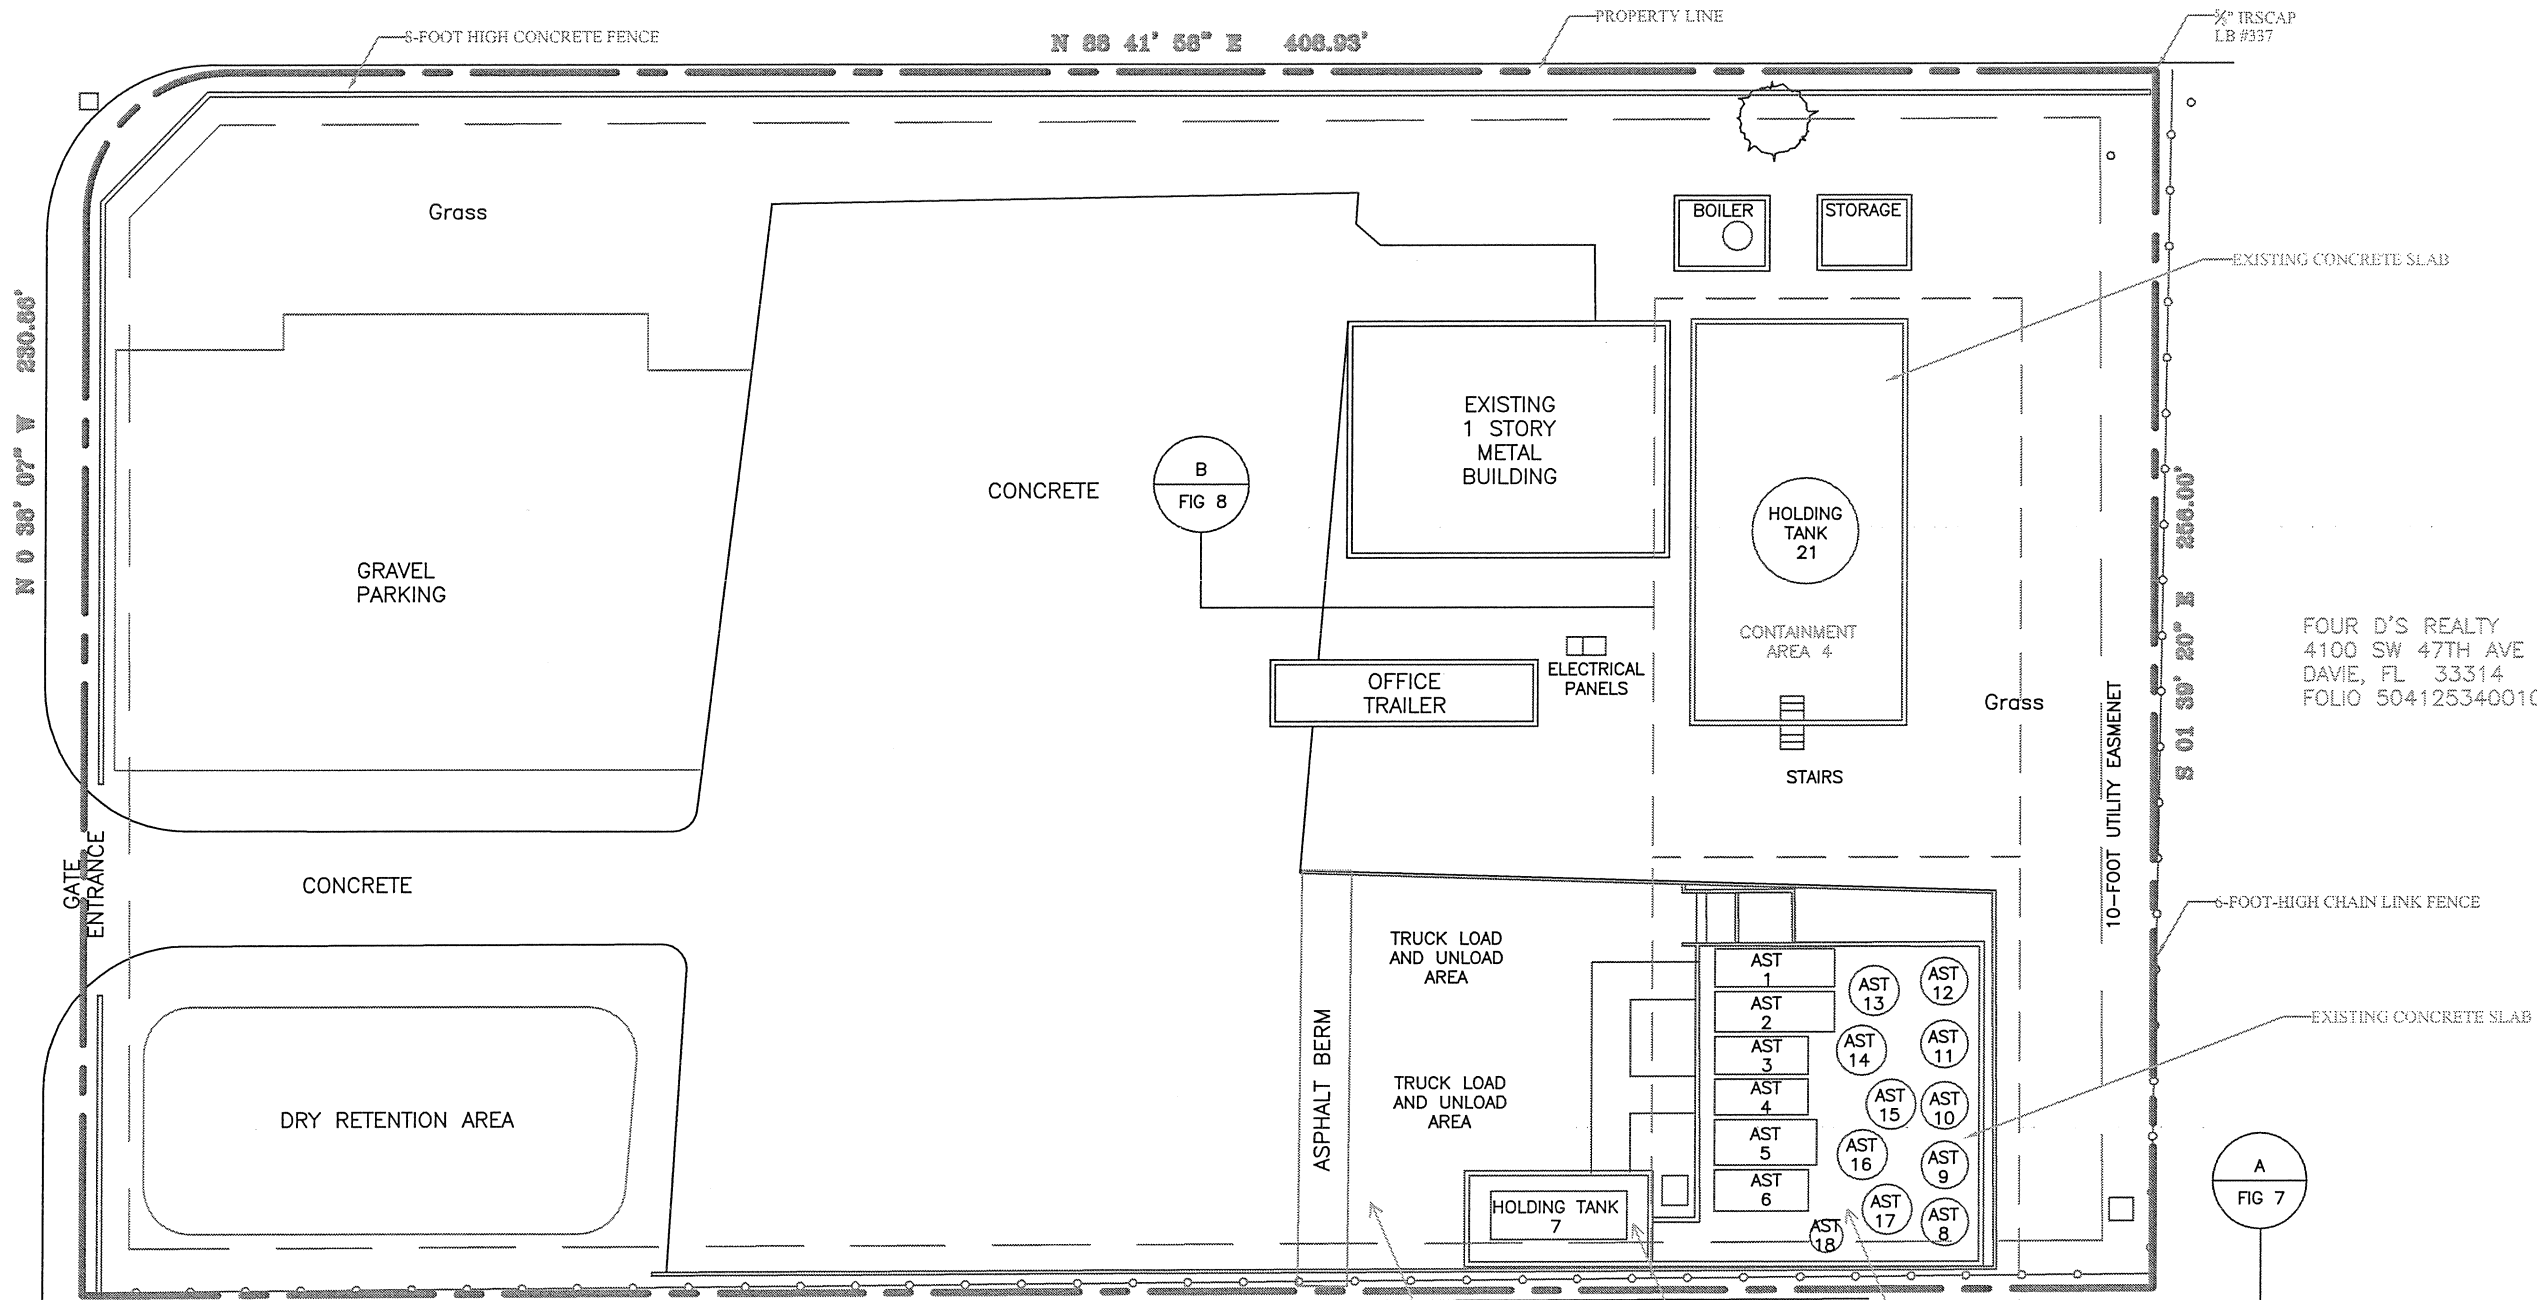 8-FOOT HIGH CONCRETE FENCE
N 88 41' 58" E 408.93'
PROPERTY LINE
5/8" IRSCAP
LB #337
Grass
BOILER
STORAGE
EXISTING CONCRETE SLAB
EXISTING
1 STORY
METAL
BUILDING
CONCRETE
B
FIG 8
HOLDING
TANK
21
GRAVEL
PARKING
CONTAINMENT
AREA 4
ELECTRICAL
PANELS
OFFICE
TRAILER
Grass
STAIRS
10-FOOT UTILITY EASMENET
S 01 39' 20" E 256.00'
FOUR D'S REALTY
4100 SW 47TH AVE
DAVIE, FL 33314
FOLIO 504125340010
GATE
ENTRANCE
CONCRETE
6-FOOT-HIGH CHAIN LINK FENCE
TRUCK LOAD
AND UNLOAD
AREA
AST
1
AST
2
AST
3
AST
4
AST
5
AST
6
AST
13
AST
12
AST
14
AST
11
AST
15
AST
10
AST
16
AST
9
AST
17
AST
8
AST
18
EXISTING CONCRETE SLAB
TRUCK LOAD
AND UNLOAD
AREA
ASPHALT BERM
DRY RETENTION AREA
HOLDING TANK
7
A
FIG 7